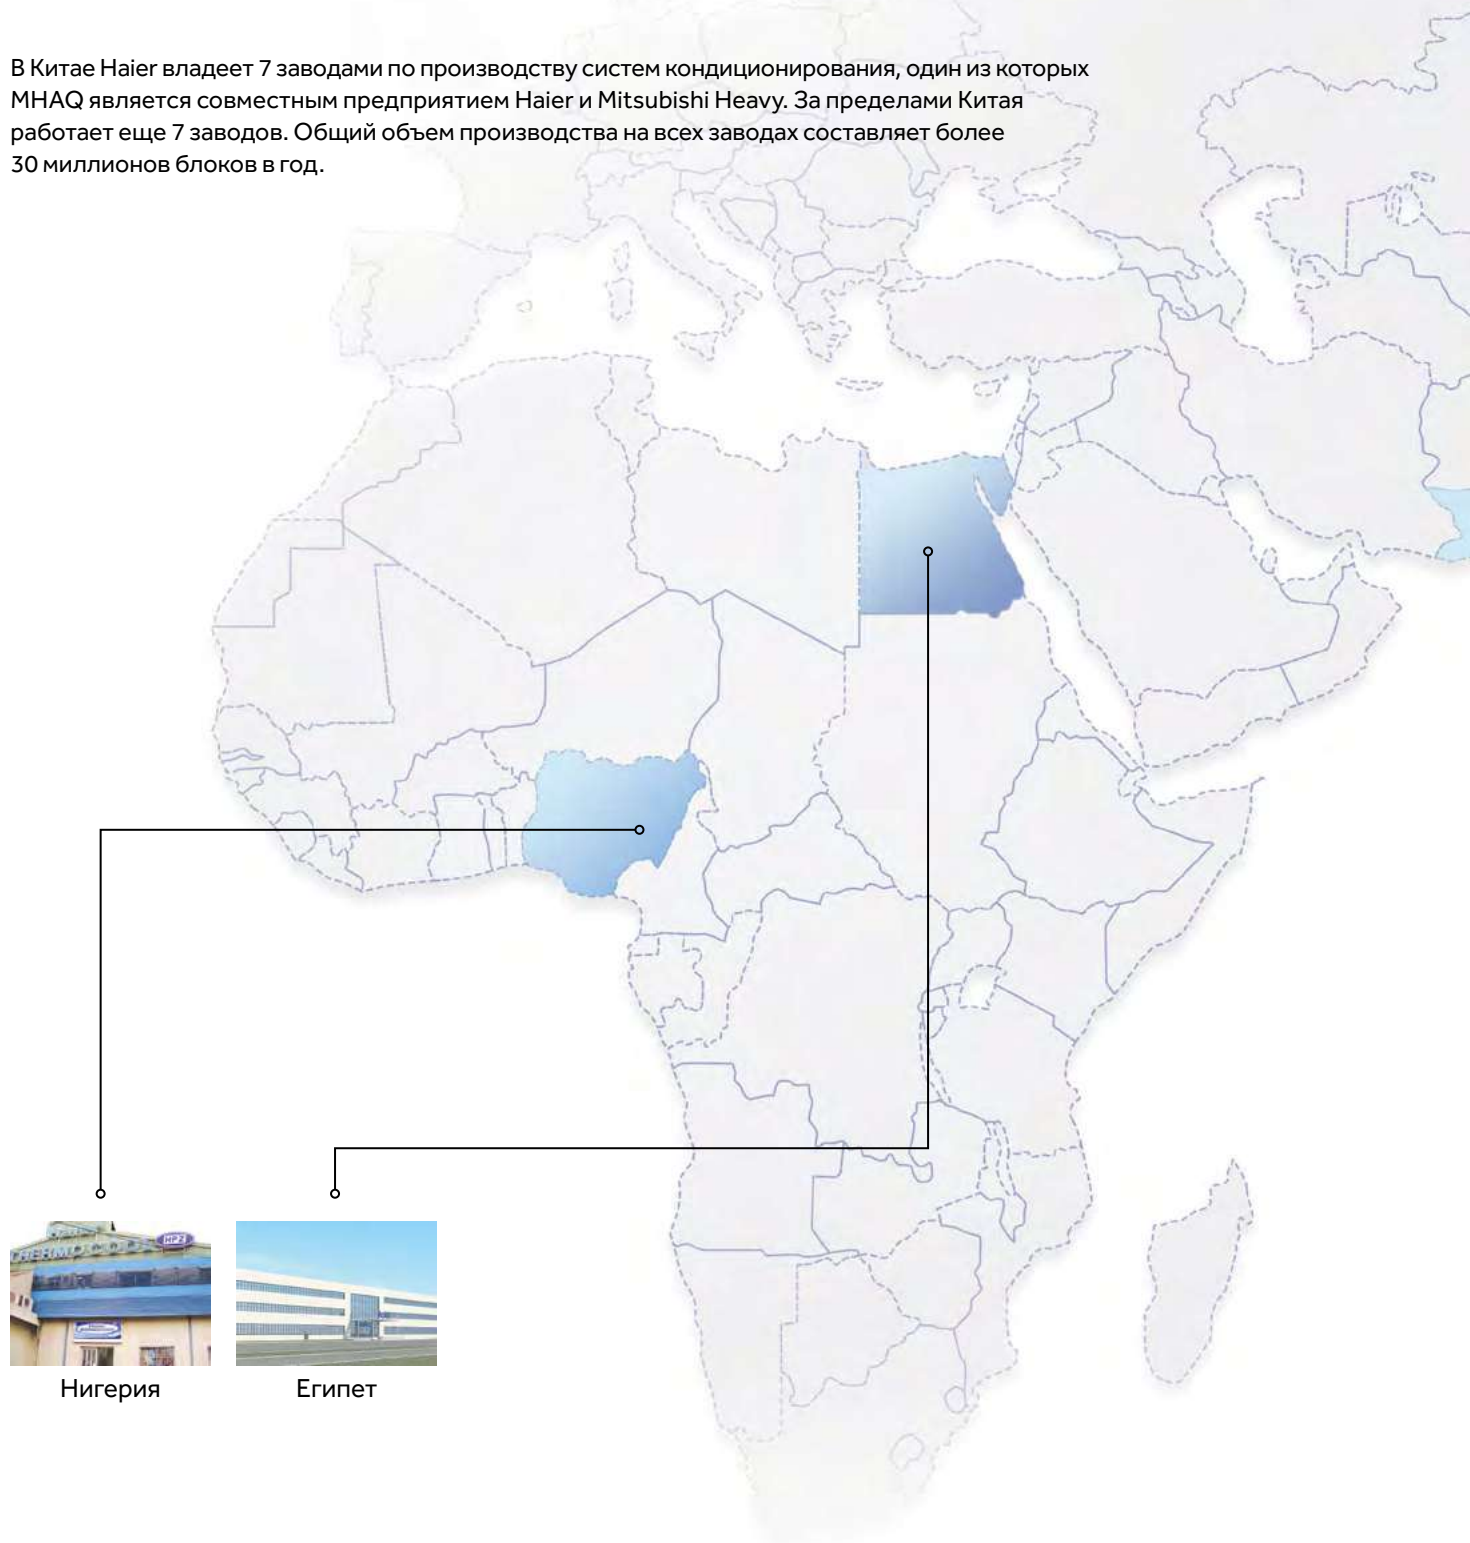 В Китае Haier владеет 7 заводами по производству систем кондиционирования, один из которых
MHAQ является совместным предприятием Haier и Mitsubishi Heavy. За пределами Китая
работает еще 7 заводов. Общий объем производства на всех заводах составляет более
30 миллионов блоков в год.
HPZ
THERMOCOOL
Нигерия
Египет